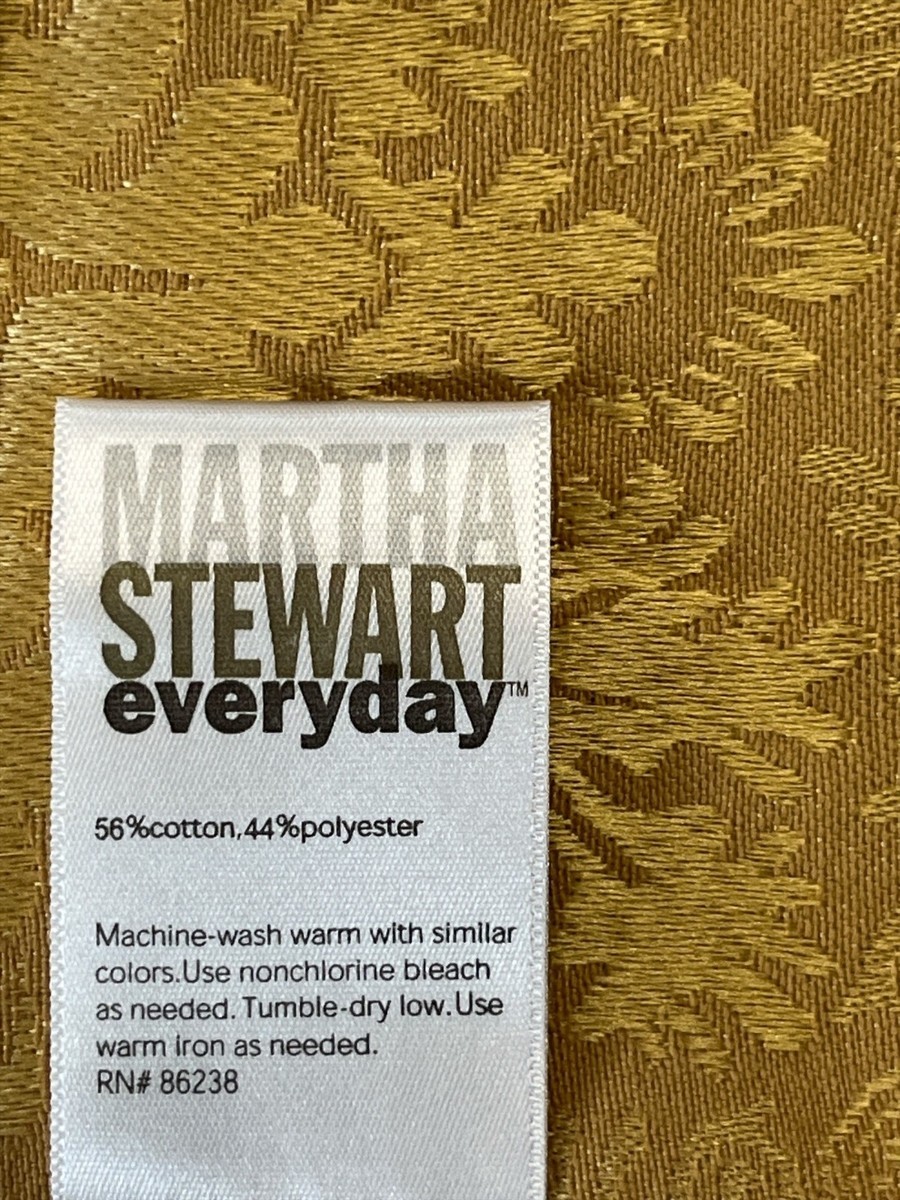 MARTHA
STEWART
everyday™
56%cotton,44%polyester
Machine-wash warm with similar
colors.Use nonchlorine bleach
as needed. Tumble-dry low.Use
warm iron as needed.
RN# 86238